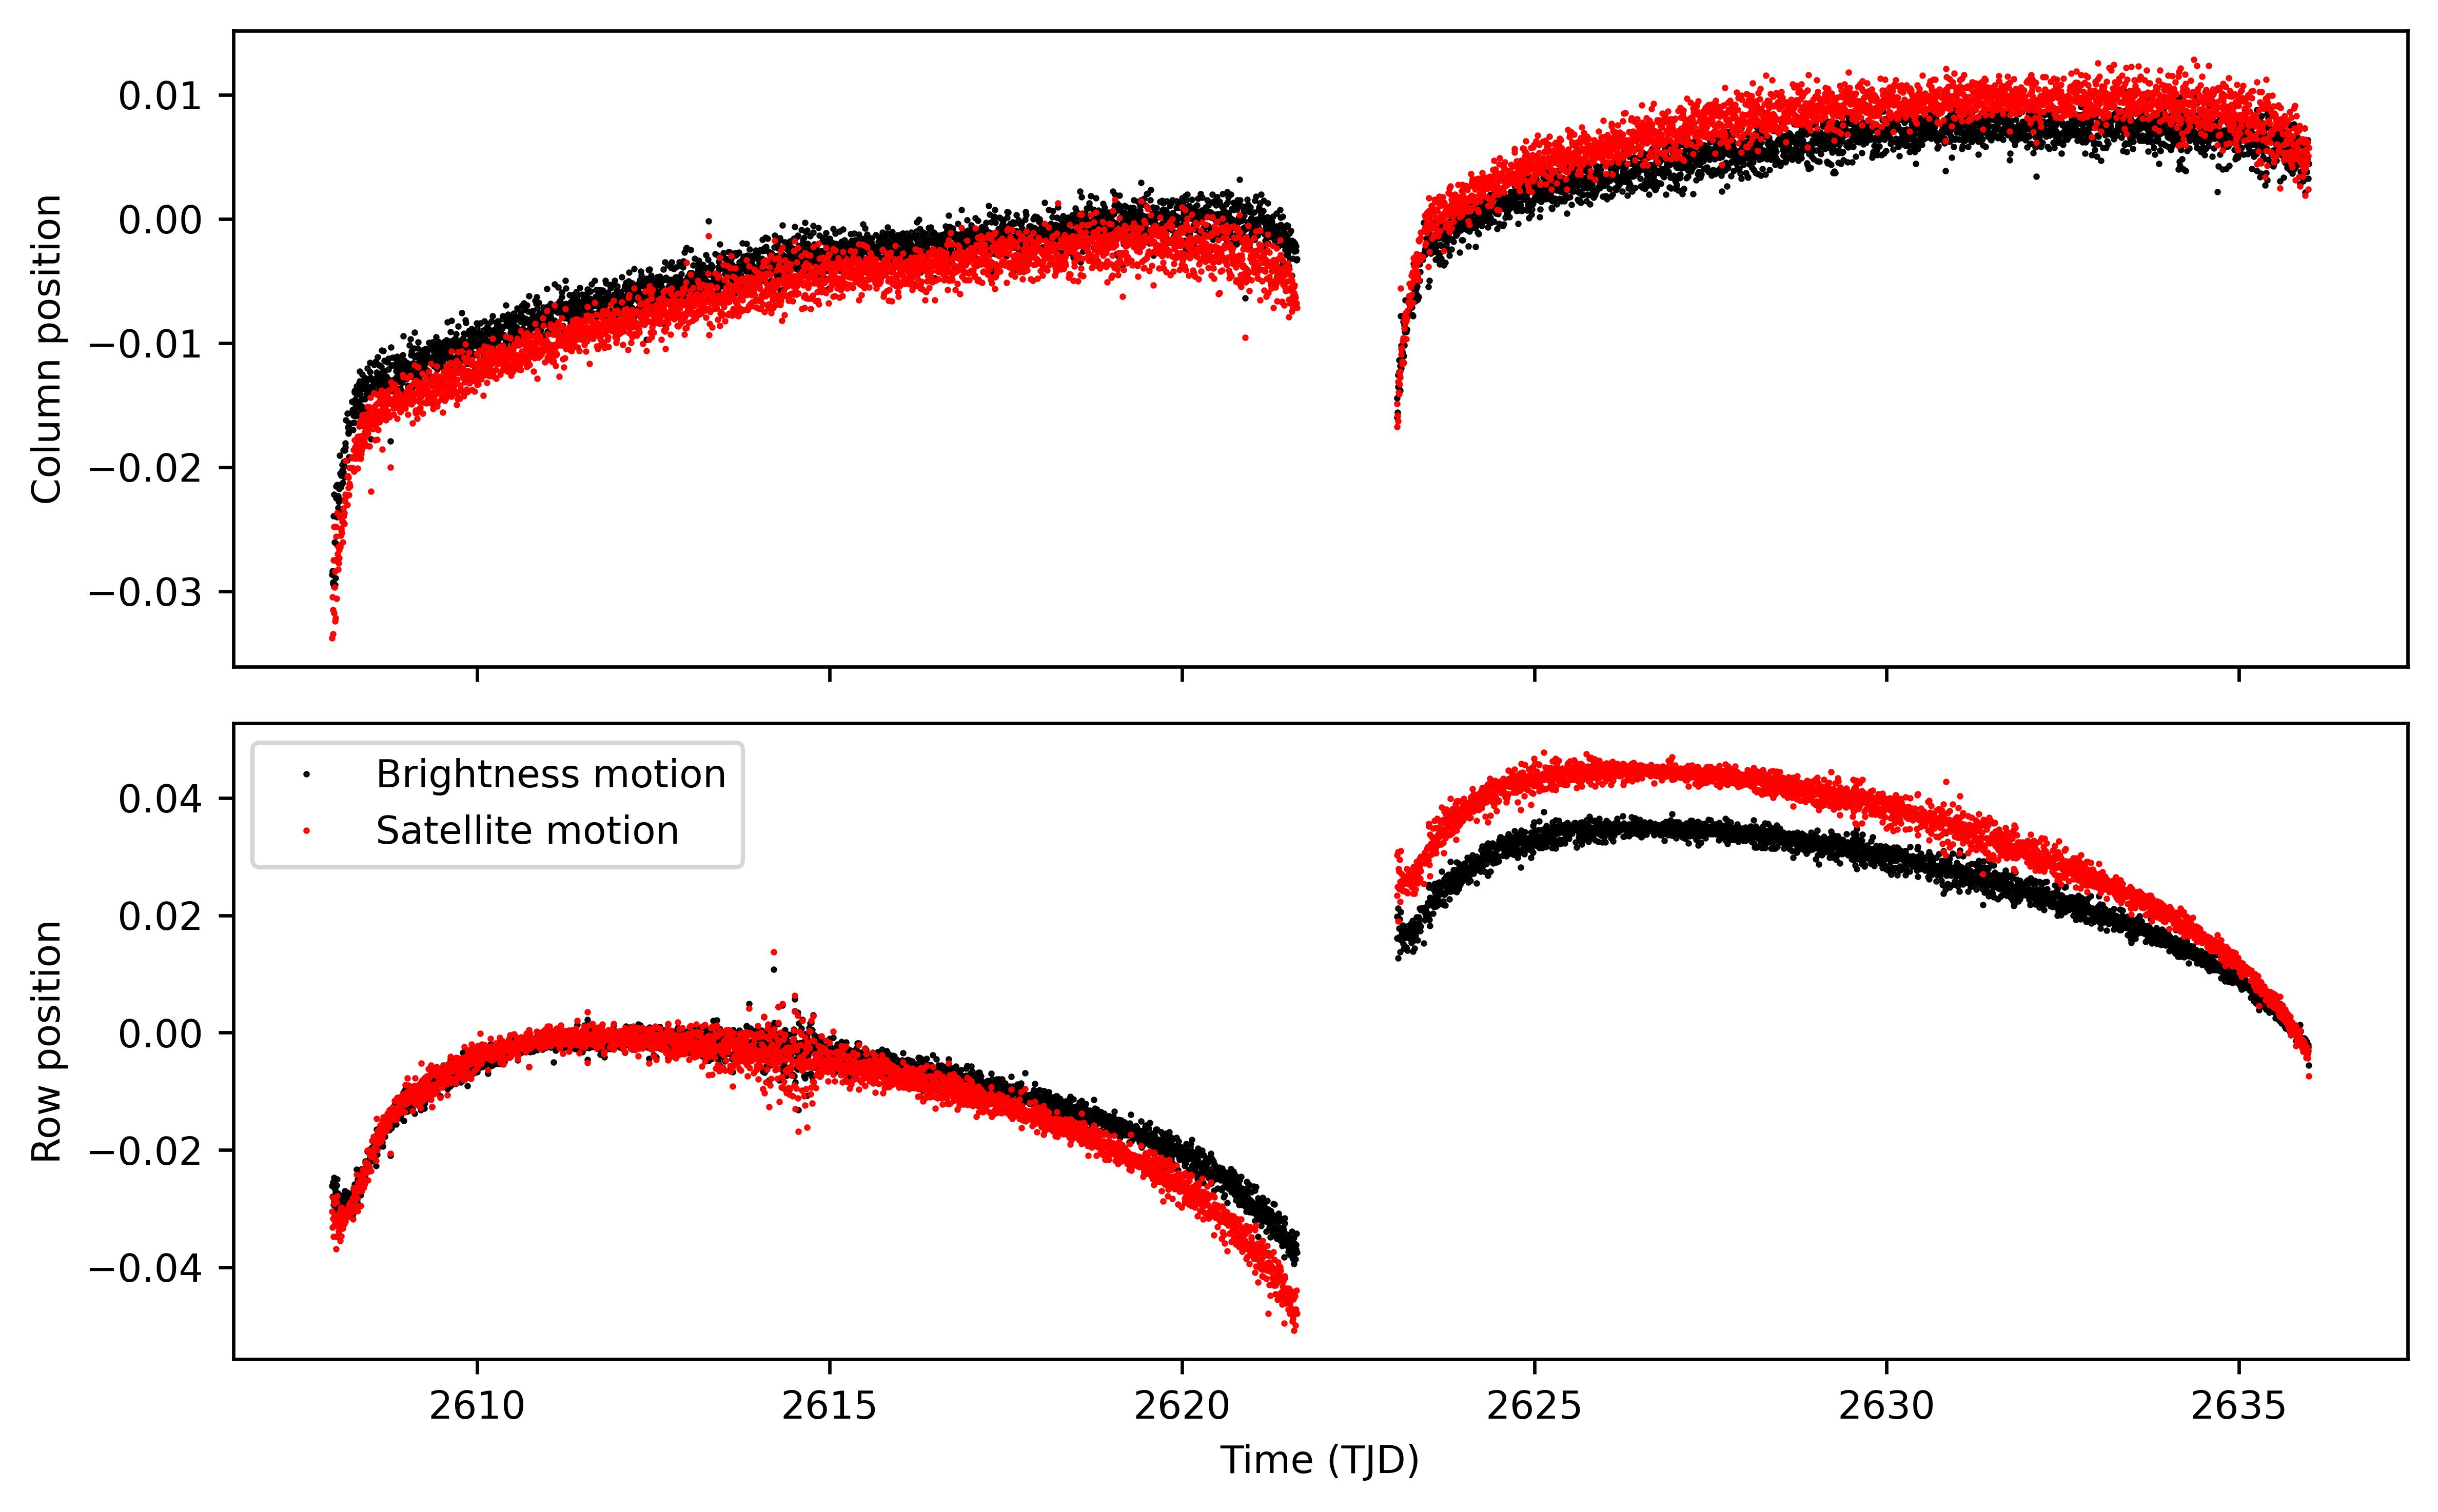 0.01
0.00
−0.01
−0.02
−0.03
Column position
Brightness motion
Satellite motion
0.04
0.02
0.00
−0.02
−0.04
Row position
2610 2615 2620 2625 2630 2635
Time (TJD)